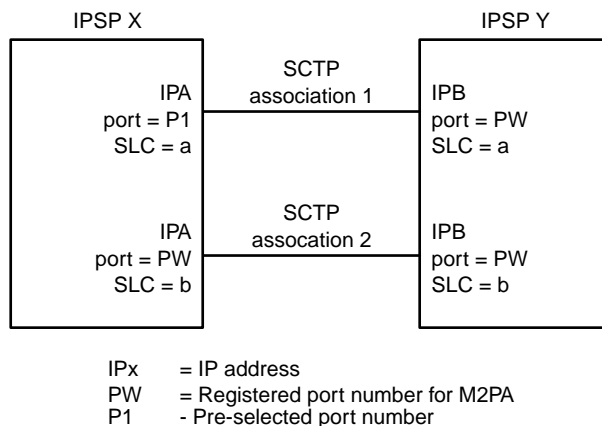 IPSP X
IPSP Y
SCTP
association 1
IPA
port = P1
SLC = a
IPB
port = PW
SLC = a
SCTP
assocation 2
IPA
port = PW
SLC = b
IPB
port = PW
SLC = b
IPx = IP address
PW = Registered port number for M2PA
P1 - Pre-selected port number